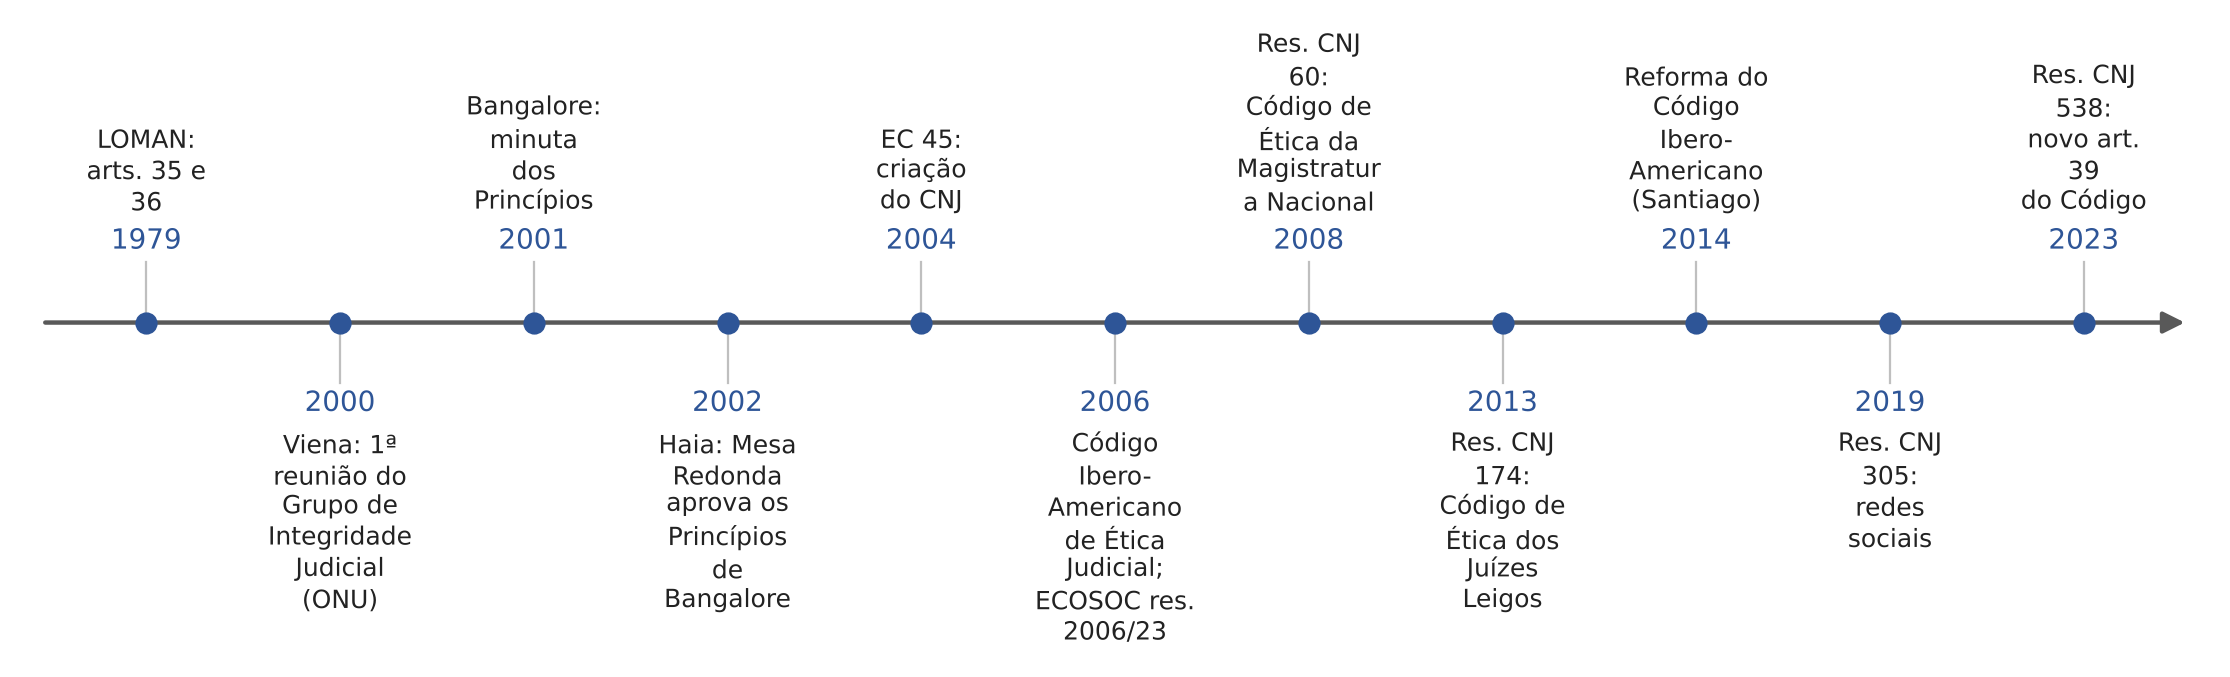 LOMAN:
arts. 35 e
36
1979
Viena: 1ª
reunião do
Grupo de
Integridade
Judicial
(ONU)
2000
Bangalore:
minuta
dos
Princípios
2001
2002
Haia: Mesa
Redonda
aprova os
Princípios
de
Bangalore
EC 45:
criação
do CNJ
2004
2006
Código
Ibero-
Americano
de Ética
Judicial;
ECOSOC res.
2006/23
Res. CNJ
60:
Código de
Ética da
Magistratur
a Nacional
2008
2013
Res. CNJ
174:
Código de
Ética dos
Juízes
Leigos
Reforma do
Código
Ibero-
Americano
(Santiago)
2014
2019
Res. CNJ
305:
redes
sociais
Res. CNJ
538:
novo art.
39
do Código
2023